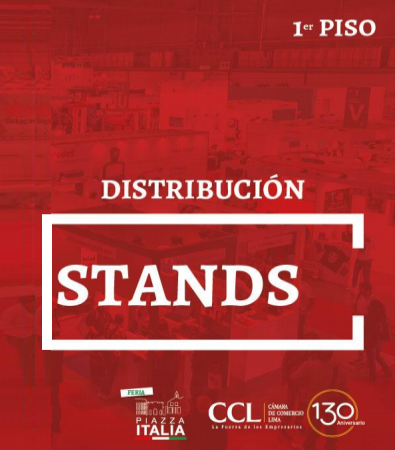 1er PISO
DISTRIBUCIÓN
STANDS
FERIA
PIAZZA
ITALIA
CCL
CÁMARA
DE COMERCIO
LIMA
La Fuerza de los Empresarios
130
Aniversario